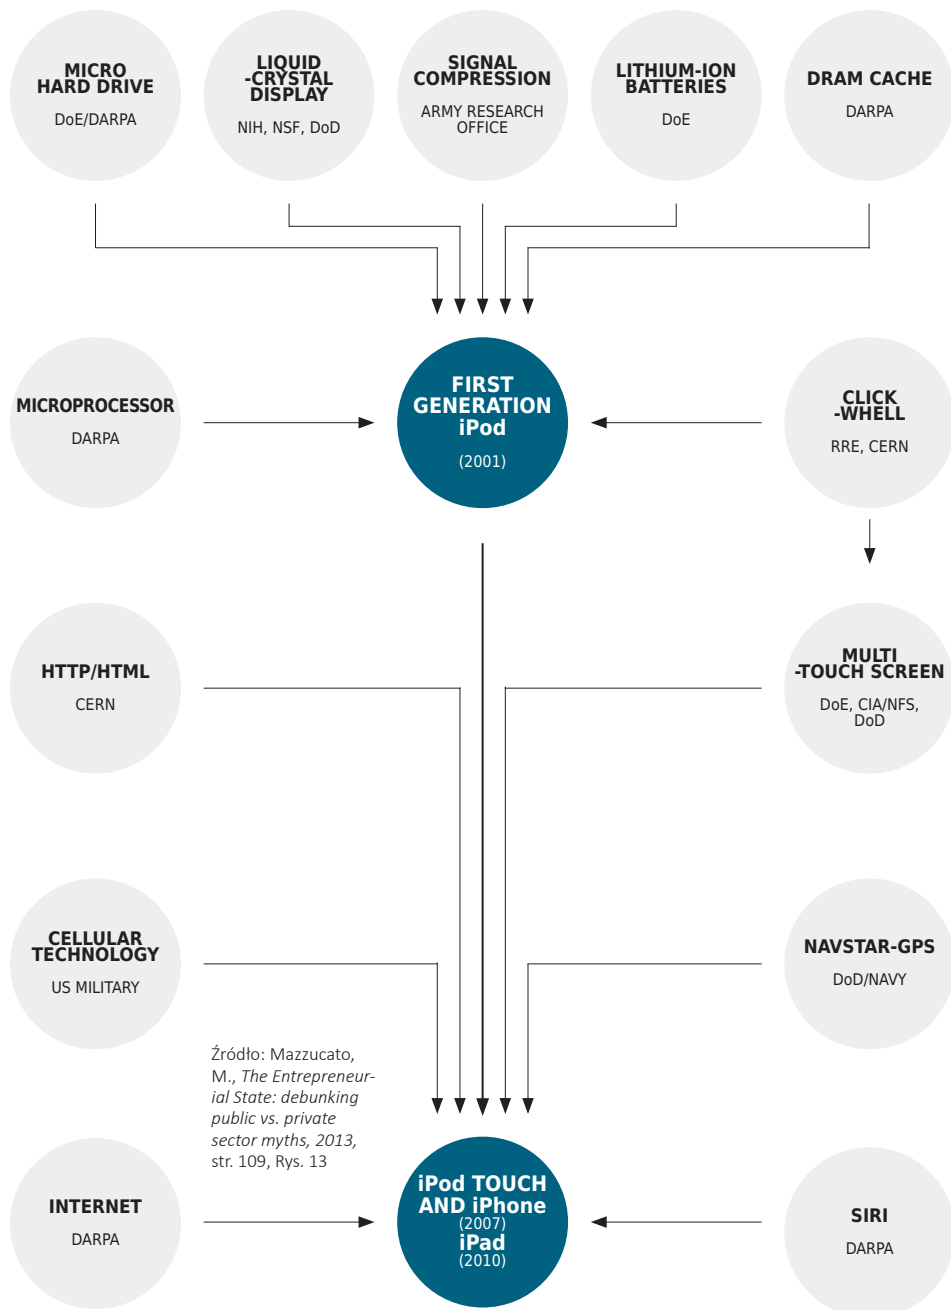 MICRO
HARD DRIVE
DoE/DARPA
LIQUID
-CRYSTAL
DISPLAY
NIH, NSF, DoD
SIGNAL
COMPRESSION
ARMY RESEARCH
OFFICE
LITHIUM-ION
BATTERIES
DoE
DRAM CACHE
DARPA
MICROPROCESSOR
DARPA
FIRST
GENERATION
iPod
(2001)
CLICK
-WHELL
RRE, CERN
HTTP/HTML
CERN
MULTI
-TOUCH SCREEN
DoE, CIA/NFS,
DoD
CELLULAR
TECHNOLOGY
US MILITARY
NAVSTAR-GPS
DoD/NAVY
Źródło: Mazzucato,
M., The Entrepreneur-
ial State: debunking
public vs. private
sector myths, 2013,
str. 109, Rys. 13
INTERNET
DARPA
iPod TOUCH
AND iPhone
(2007)
iPad
(2010)
SIRI
DARPA